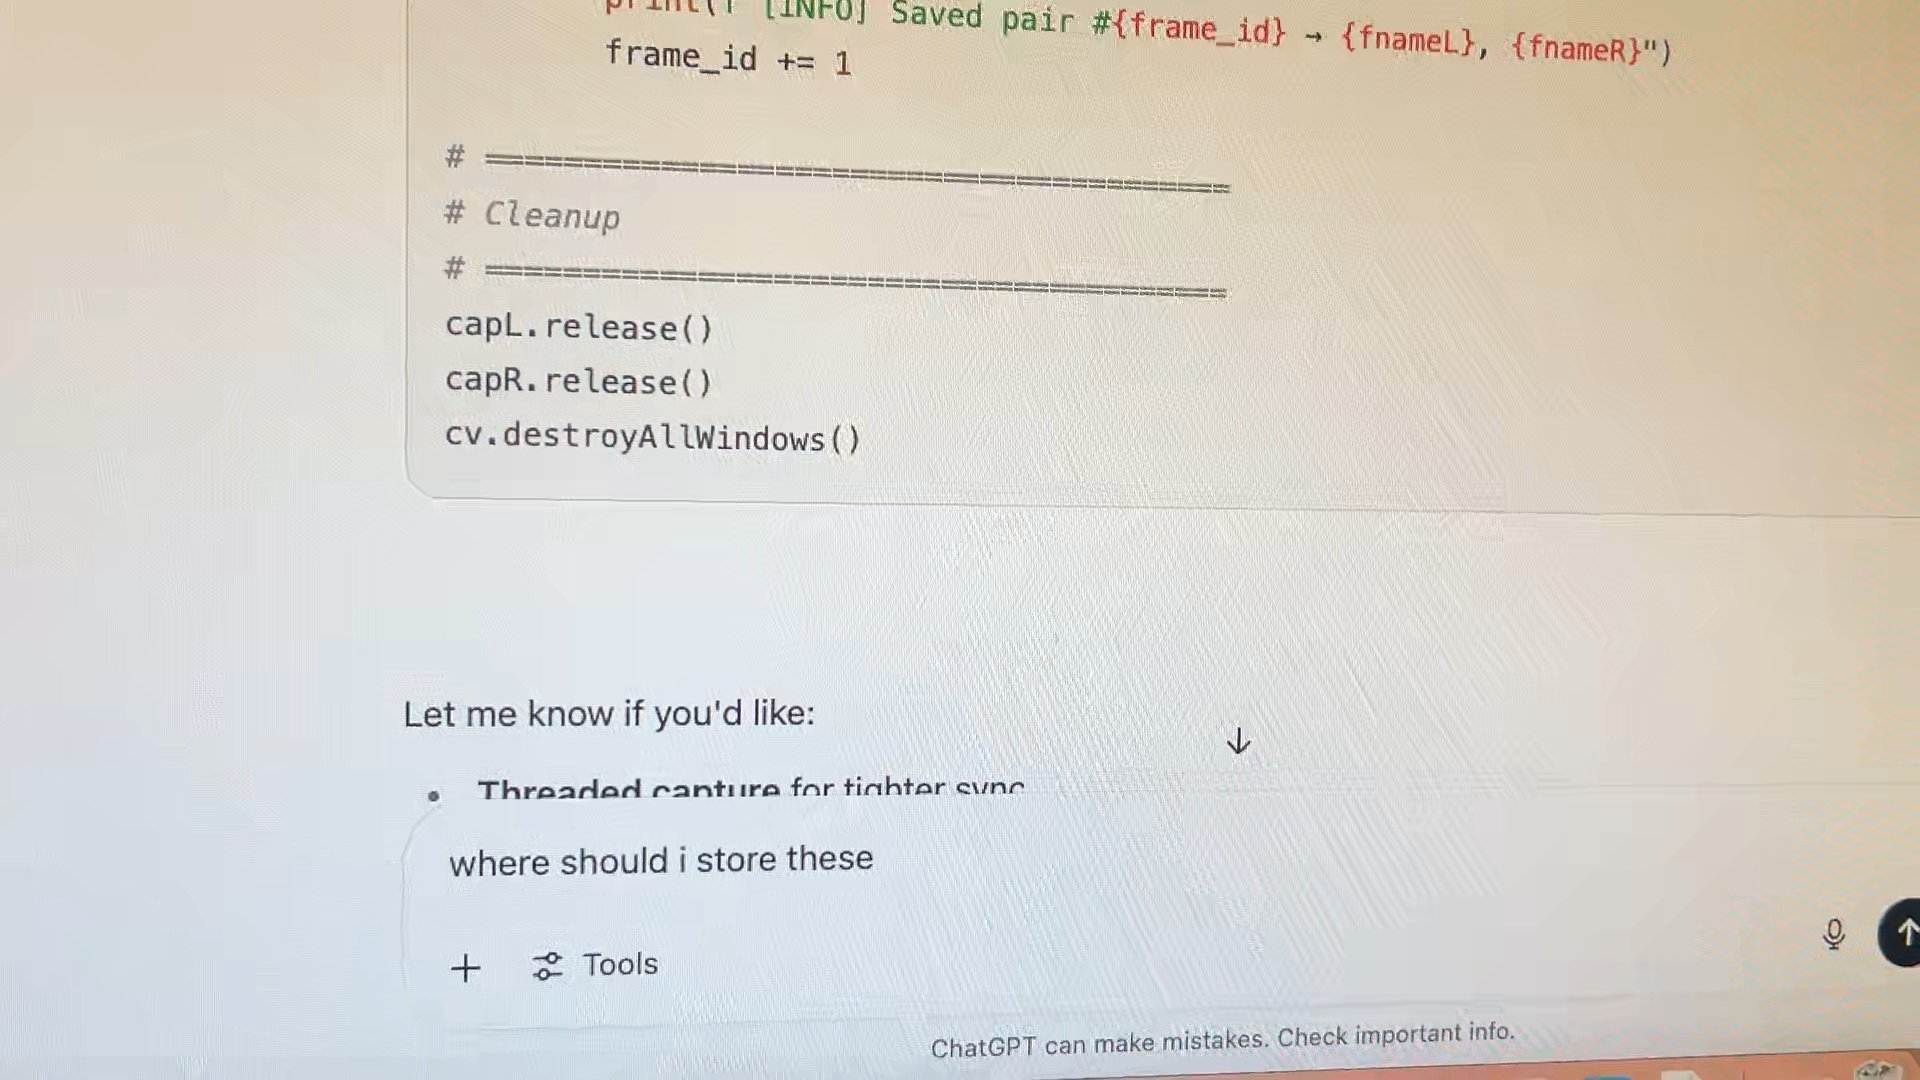 print(f"[INFO] Saved pair #{frame_id} → {fnameL}, {fnameR}")
frame_id += 1
# ==================================================
# Cleanup
# ==================================================
capL.release()
capR.release()
cv.destroyAllWindows()
Let me know if you'd like:
• Threaded capture for tighter sync
where should i store these
+ Tools
ChatGPT can make mistakes. Check important info.